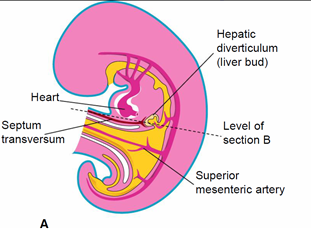 Hepatic
diverticulum
(liver bud)
Heart
Septum
transversum
Level of
section B
Superior
mesenteric artery
A